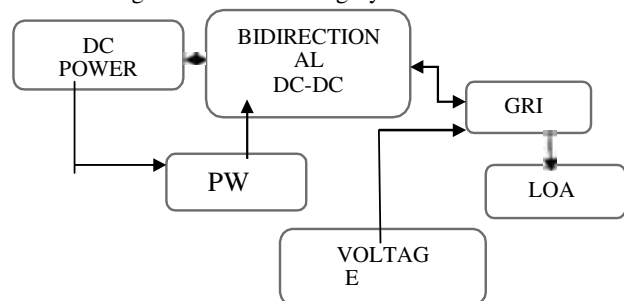 DC
POWER
BIDIRECTION
AL
DC-DC
GRI
PW
LOA
VOLTAG
E